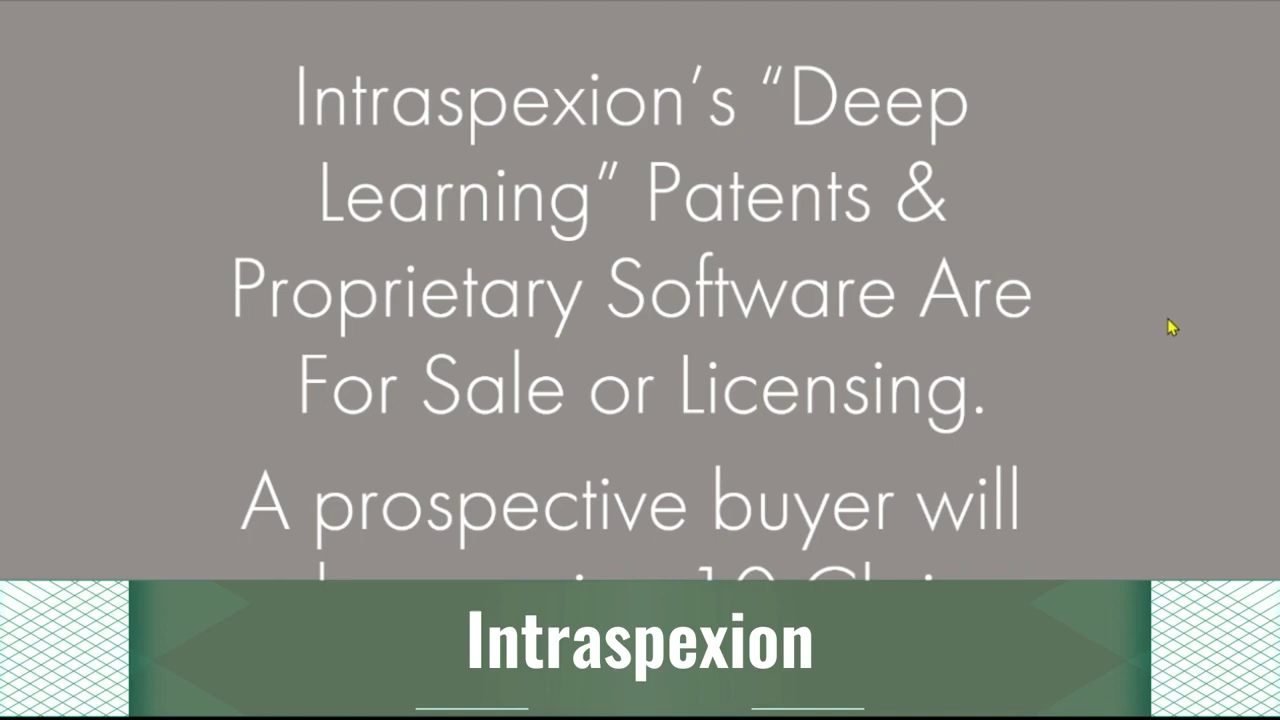 Intraspexion’s “Deep
Learning” Patents &
Proprietary Software Are
For Sale or Licensing.
A prospective buyer will
Intraspexion